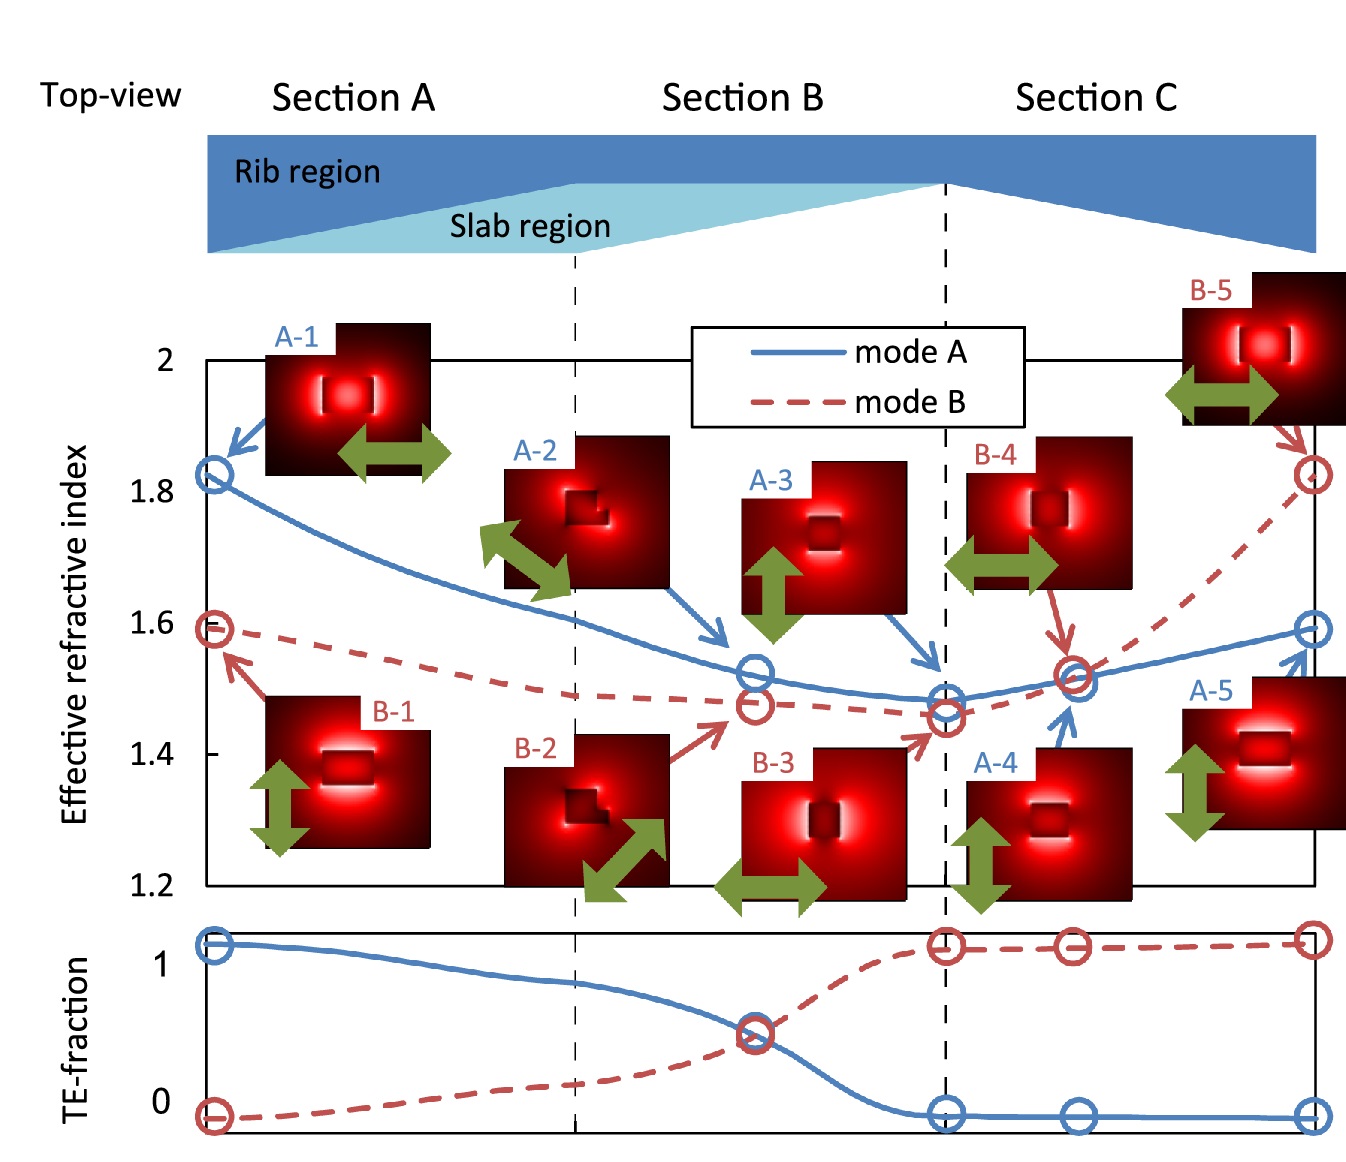 Top-view
Section A
Section B
Section C
Rib region
Slab region
B-5
A-1
mode A
mode B
2
A-2
B-4
A-3
1.8
1.6
B-1
A-5
B-2
B-3
A-4
1.4
1.2
Effective refractive index
1
0
TE-fraction